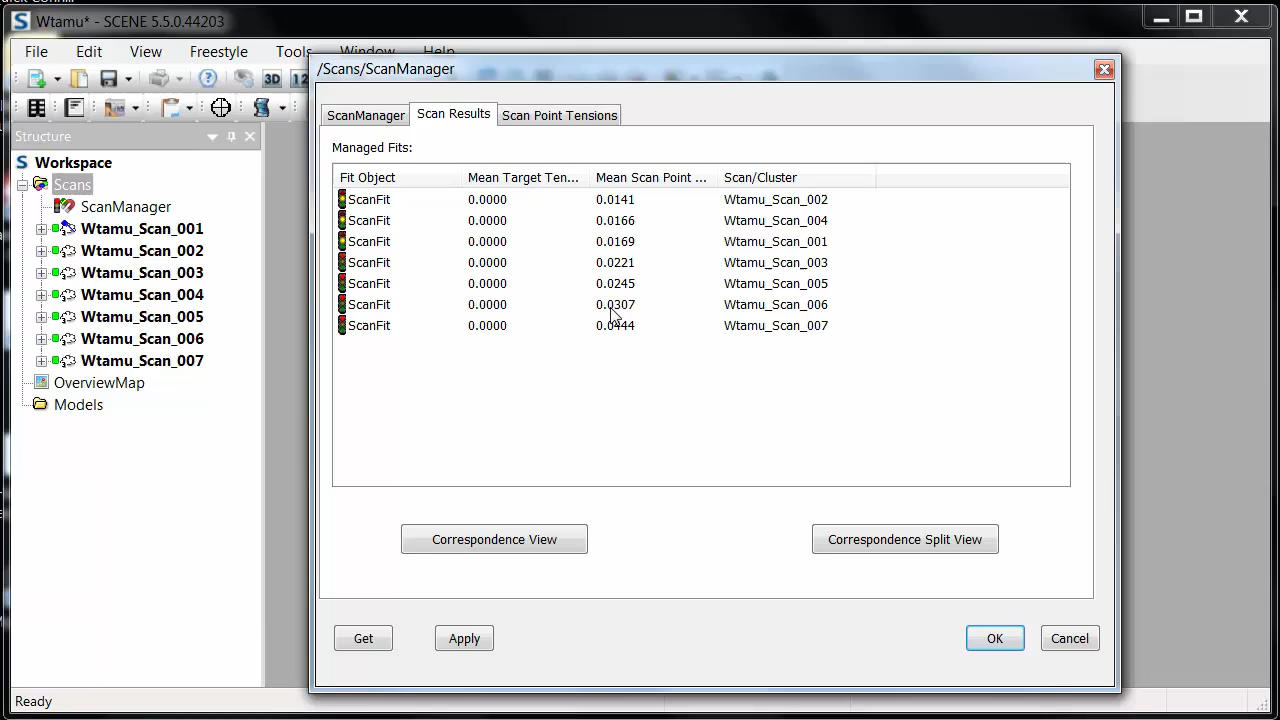 Wtamu* - SCENE 5.5.0.44203
File Edit View Freestyle Tools Window Help
3D
/Scans/ScanManager
ScanManager Scan Results Scan Point Tensions
Structure
Workspace
Scans
ScanManager
Wtamu_Scan_001
Wtamu_Scan_002
Wtamu_Scan_003
Wtamu_Scan_004
Wtamu_Scan_005
Wtamu_Scan_006
Wtamu_Scan_007
OverviewMap
Models
Managed Fits:
Fit Object Mean Target Ten... Mean Scan Point ... Scan/Cluster
ScanFit 0.0000 0.0141 Wtamu_Scan_002
ScanFit 0.0000 0.0166 Wtamu_Scan_004
ScanFit 0.0000 0.0169 Wtamu_Scan_001
ScanFit 0.0000 0.0221 Wtamu_Scan_003
ScanFit 0.0000 0.0245 Wtamu_Scan_005
ScanFit 0.0000 0.0307 Wtamu_Scan_006
ScanFit 0.0000 0.0444 Wtamu_Scan_007
Correspondence View Correspondence Split View
Get Apply OK Cancel
Ready